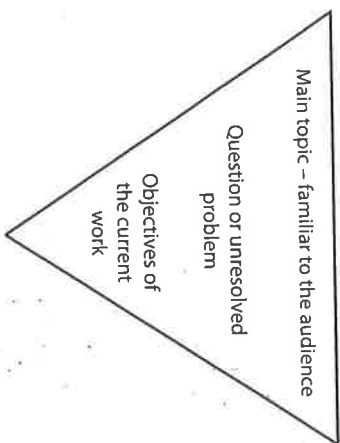 Main topic – familiar to the audience
Question or unresolved
problem
Objectives of
the current
work